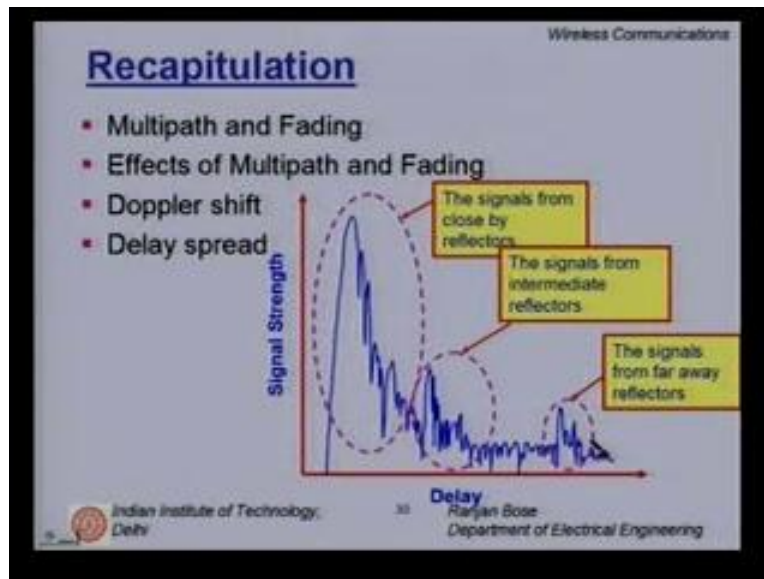 Wireless Communications
Recapitulation
Multipath and Fading
Effects of Multipath and Fading
Doppler shift
Delay spread
The signals from
close by
reflectors
The signals from
intermediate
reflectors
The signals
from far away
reflectors
Signal Strength
Delay
Indian Institute of Technology,
Delhi
30
Ranjan Bose
Department of Electrical Engineering